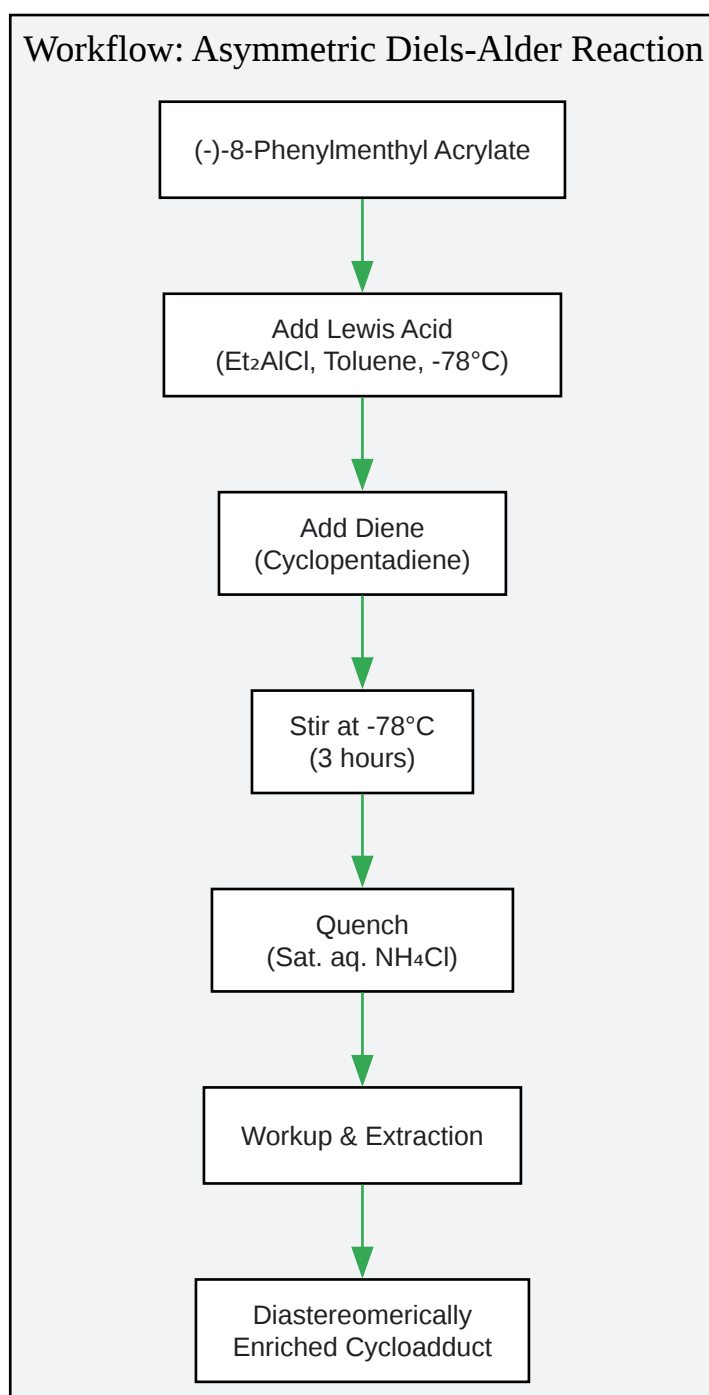 Workflow: Asymmetric Diels-Alder Reaction
(-)-8-Phenylmenthyl Acrylate
Add Lewis Acid
(Et₂AlCl, Toluene, -78°C)
Add Diene
(Cyclopentadiene)
Stir at -78°C
(3 hours)
Quench
(Sat. aq. NH₄Cl)
Workup & Extraction
Diastereomerically
Enriched Cycloadduct